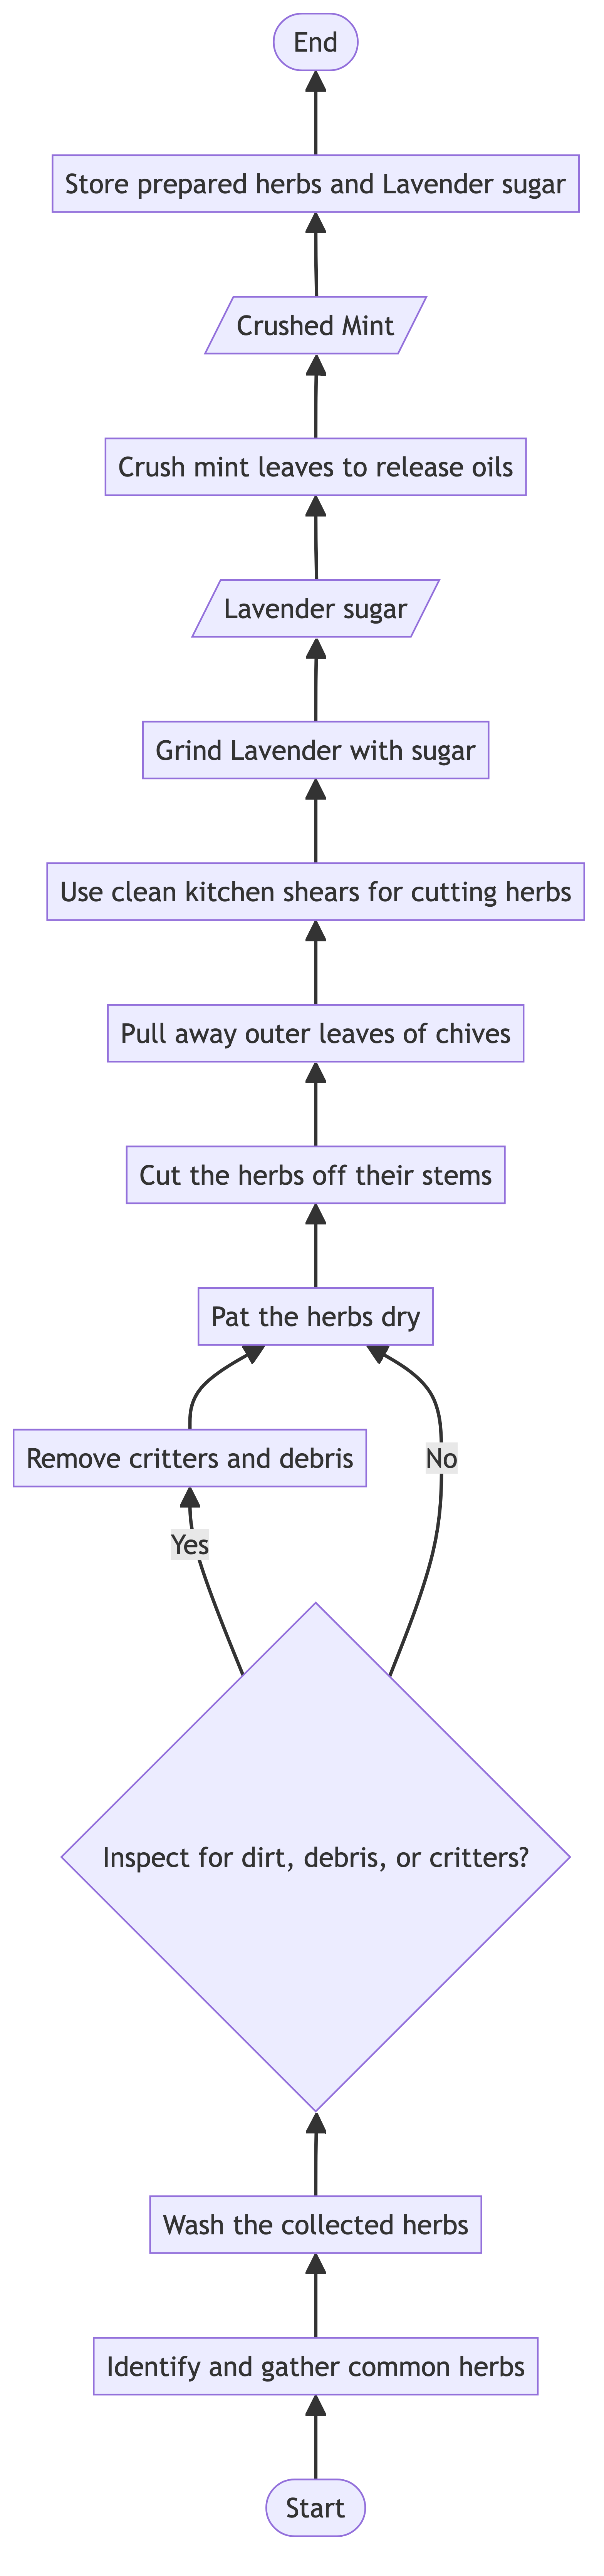 End
Store prepared herbs and Lavender sugar
Crushed Mint
Crush mint leaves to release oils
Lavender sugar
Grind Lavender with sugar
Use clean kitchen shears for cutting herbs
Pull away outer leaves of chives
Cut the herbs off their stems
Pat the herbs dry
Remove critters and debris
No
Yes
Inspect for dirt, debris, or critters?
Wash the collected herbs
Identify and gather common herbs
Start